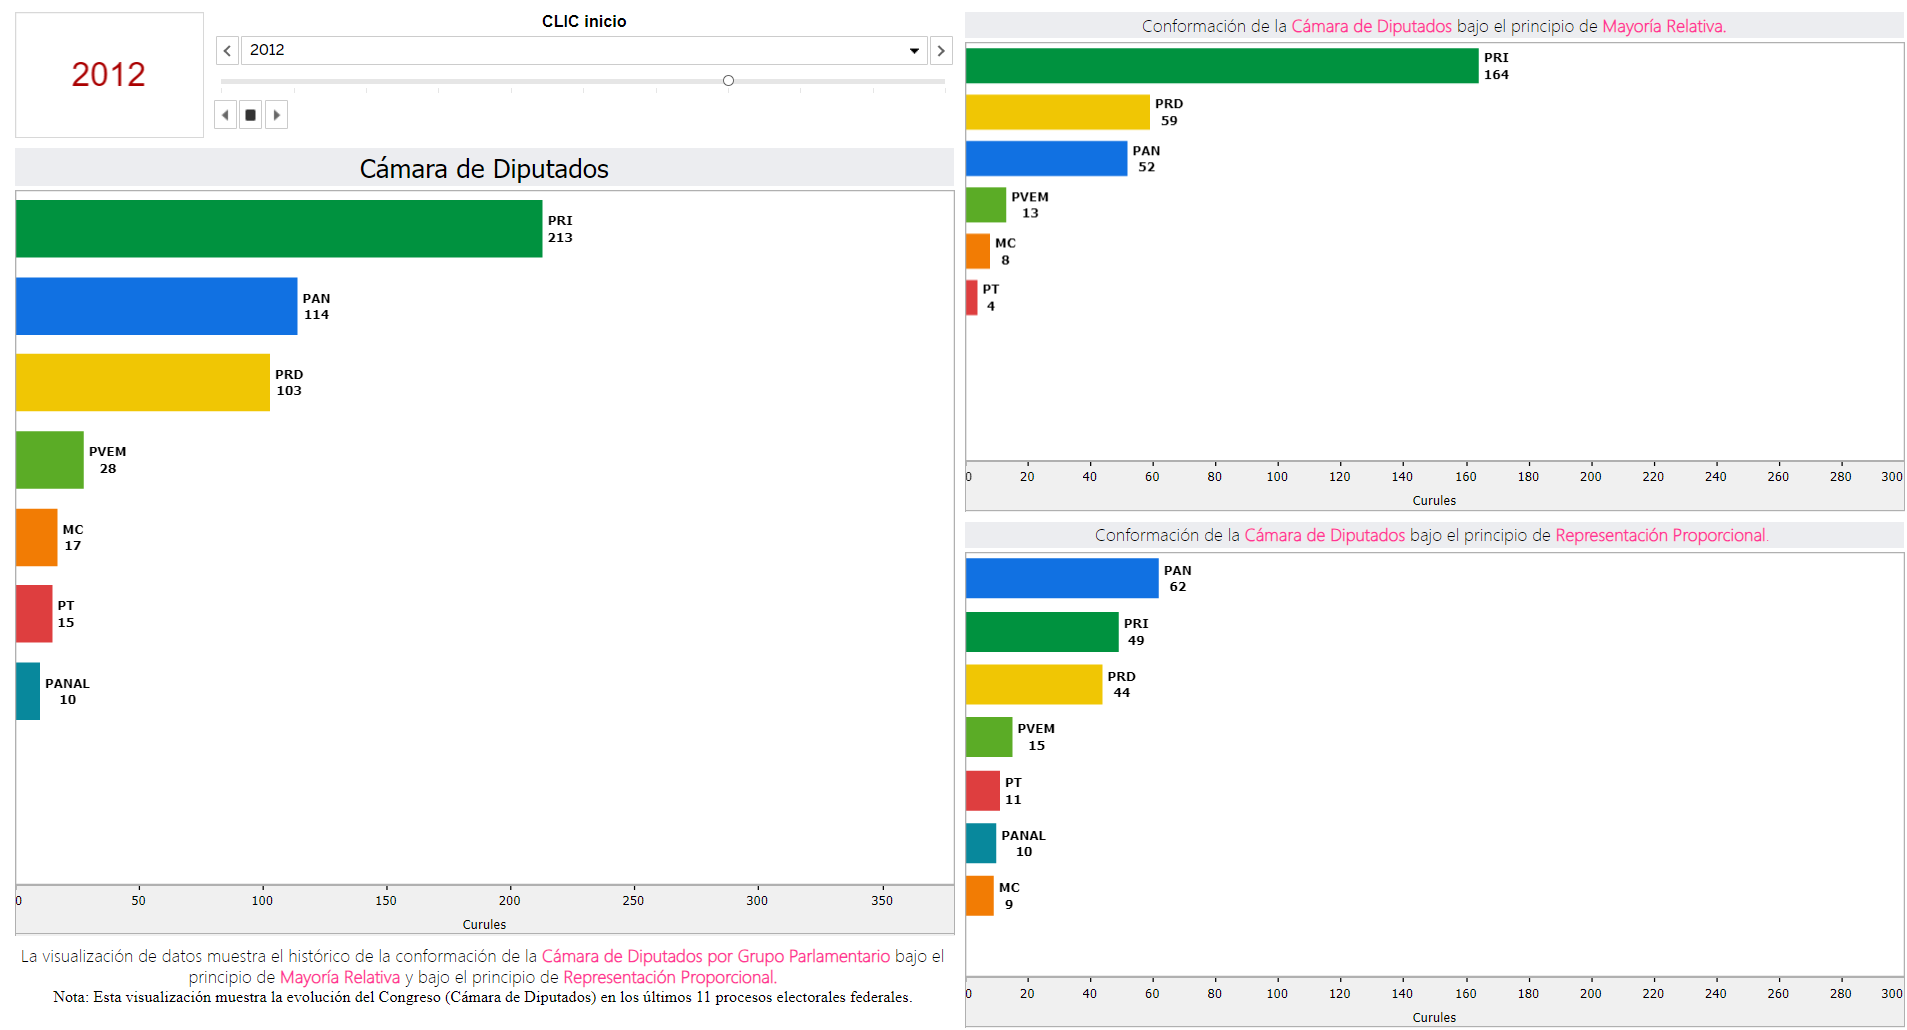 2012
CLIC inicio
2012
Cámara de Diputados
PRI
213
PAN
114
PRD
103
PVEM
28
MC
17
PT
15
PANAL
10
0 50 100 150 200 250 300 350
Curules
La visualización de datos muestra el histórico de la conformación de la Cámara de Diputados por Grupo Parlamentario bajo el
principio de Mayoría Relativa y bajo el principio de Representación Proporcional.
Nota: Esta visualización muestra la evolución del Congreso (Cámara de Diputados) en los últimos 11 procesos electorales federales.
Conformación de la Cámara de Diputados bajo el principio de Mayoría Relativa.
PRI
164
PRD
59
PAN
52
PVEM
13
MC
8
PT
4
0 20 40 60 80 100 120 140 160 180 200 220 240 260 280 300
Curules
Conformación de la Cámara de Diputados bajo el principio de Representación Proporcional.
PAN
62
PRI
49
PRD
44
PVEM
15
PT
11
PANAL
10
MC
9
0 20 40 60 80 100 120 140 160 180 200 220 240 260 280 300
Curules